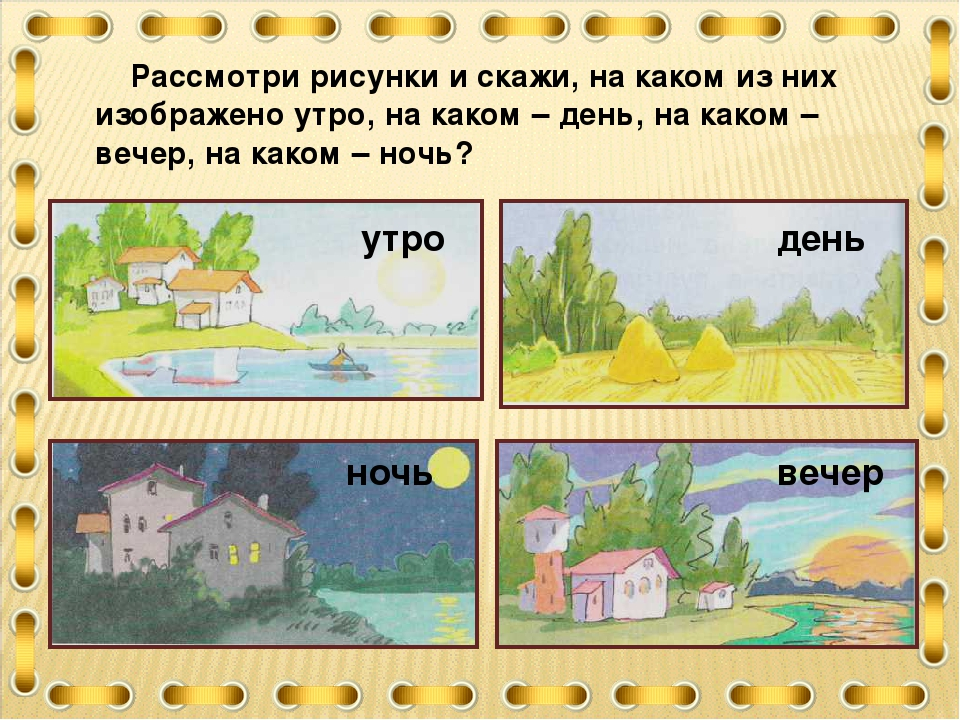 Рассмотри рисунки и скажи, на каком из них
изображено утро, на каком – день, на каком –
вечер, на каком – ночь?
утро
день
ночь
вечер